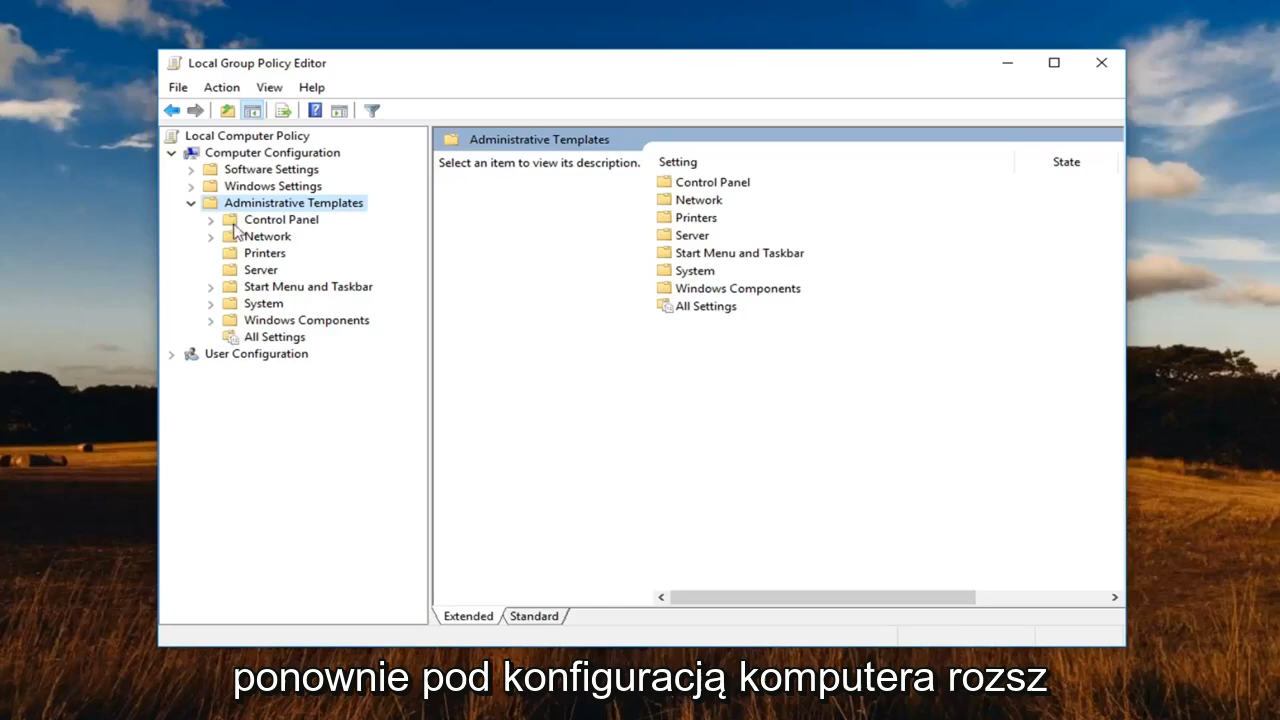 Local Group Policy Editor
File Action View Help
Local Computer Policy
Computer Configuration
Software Settings
Windows Settings
Administrative Templates
Control Panel
Network
Printers
Server
Start Menu and Taskbar
System
Windows Components
All Settings
User Configuration
Administrative Templates
Select an item to view its description.
Setting State
Control Panel
Network
Printers
Server
Start Menu and Taskbar
System
Windows Components
All Settings
Extended Standard
ponownie pod konfiguracją komputera rozsz